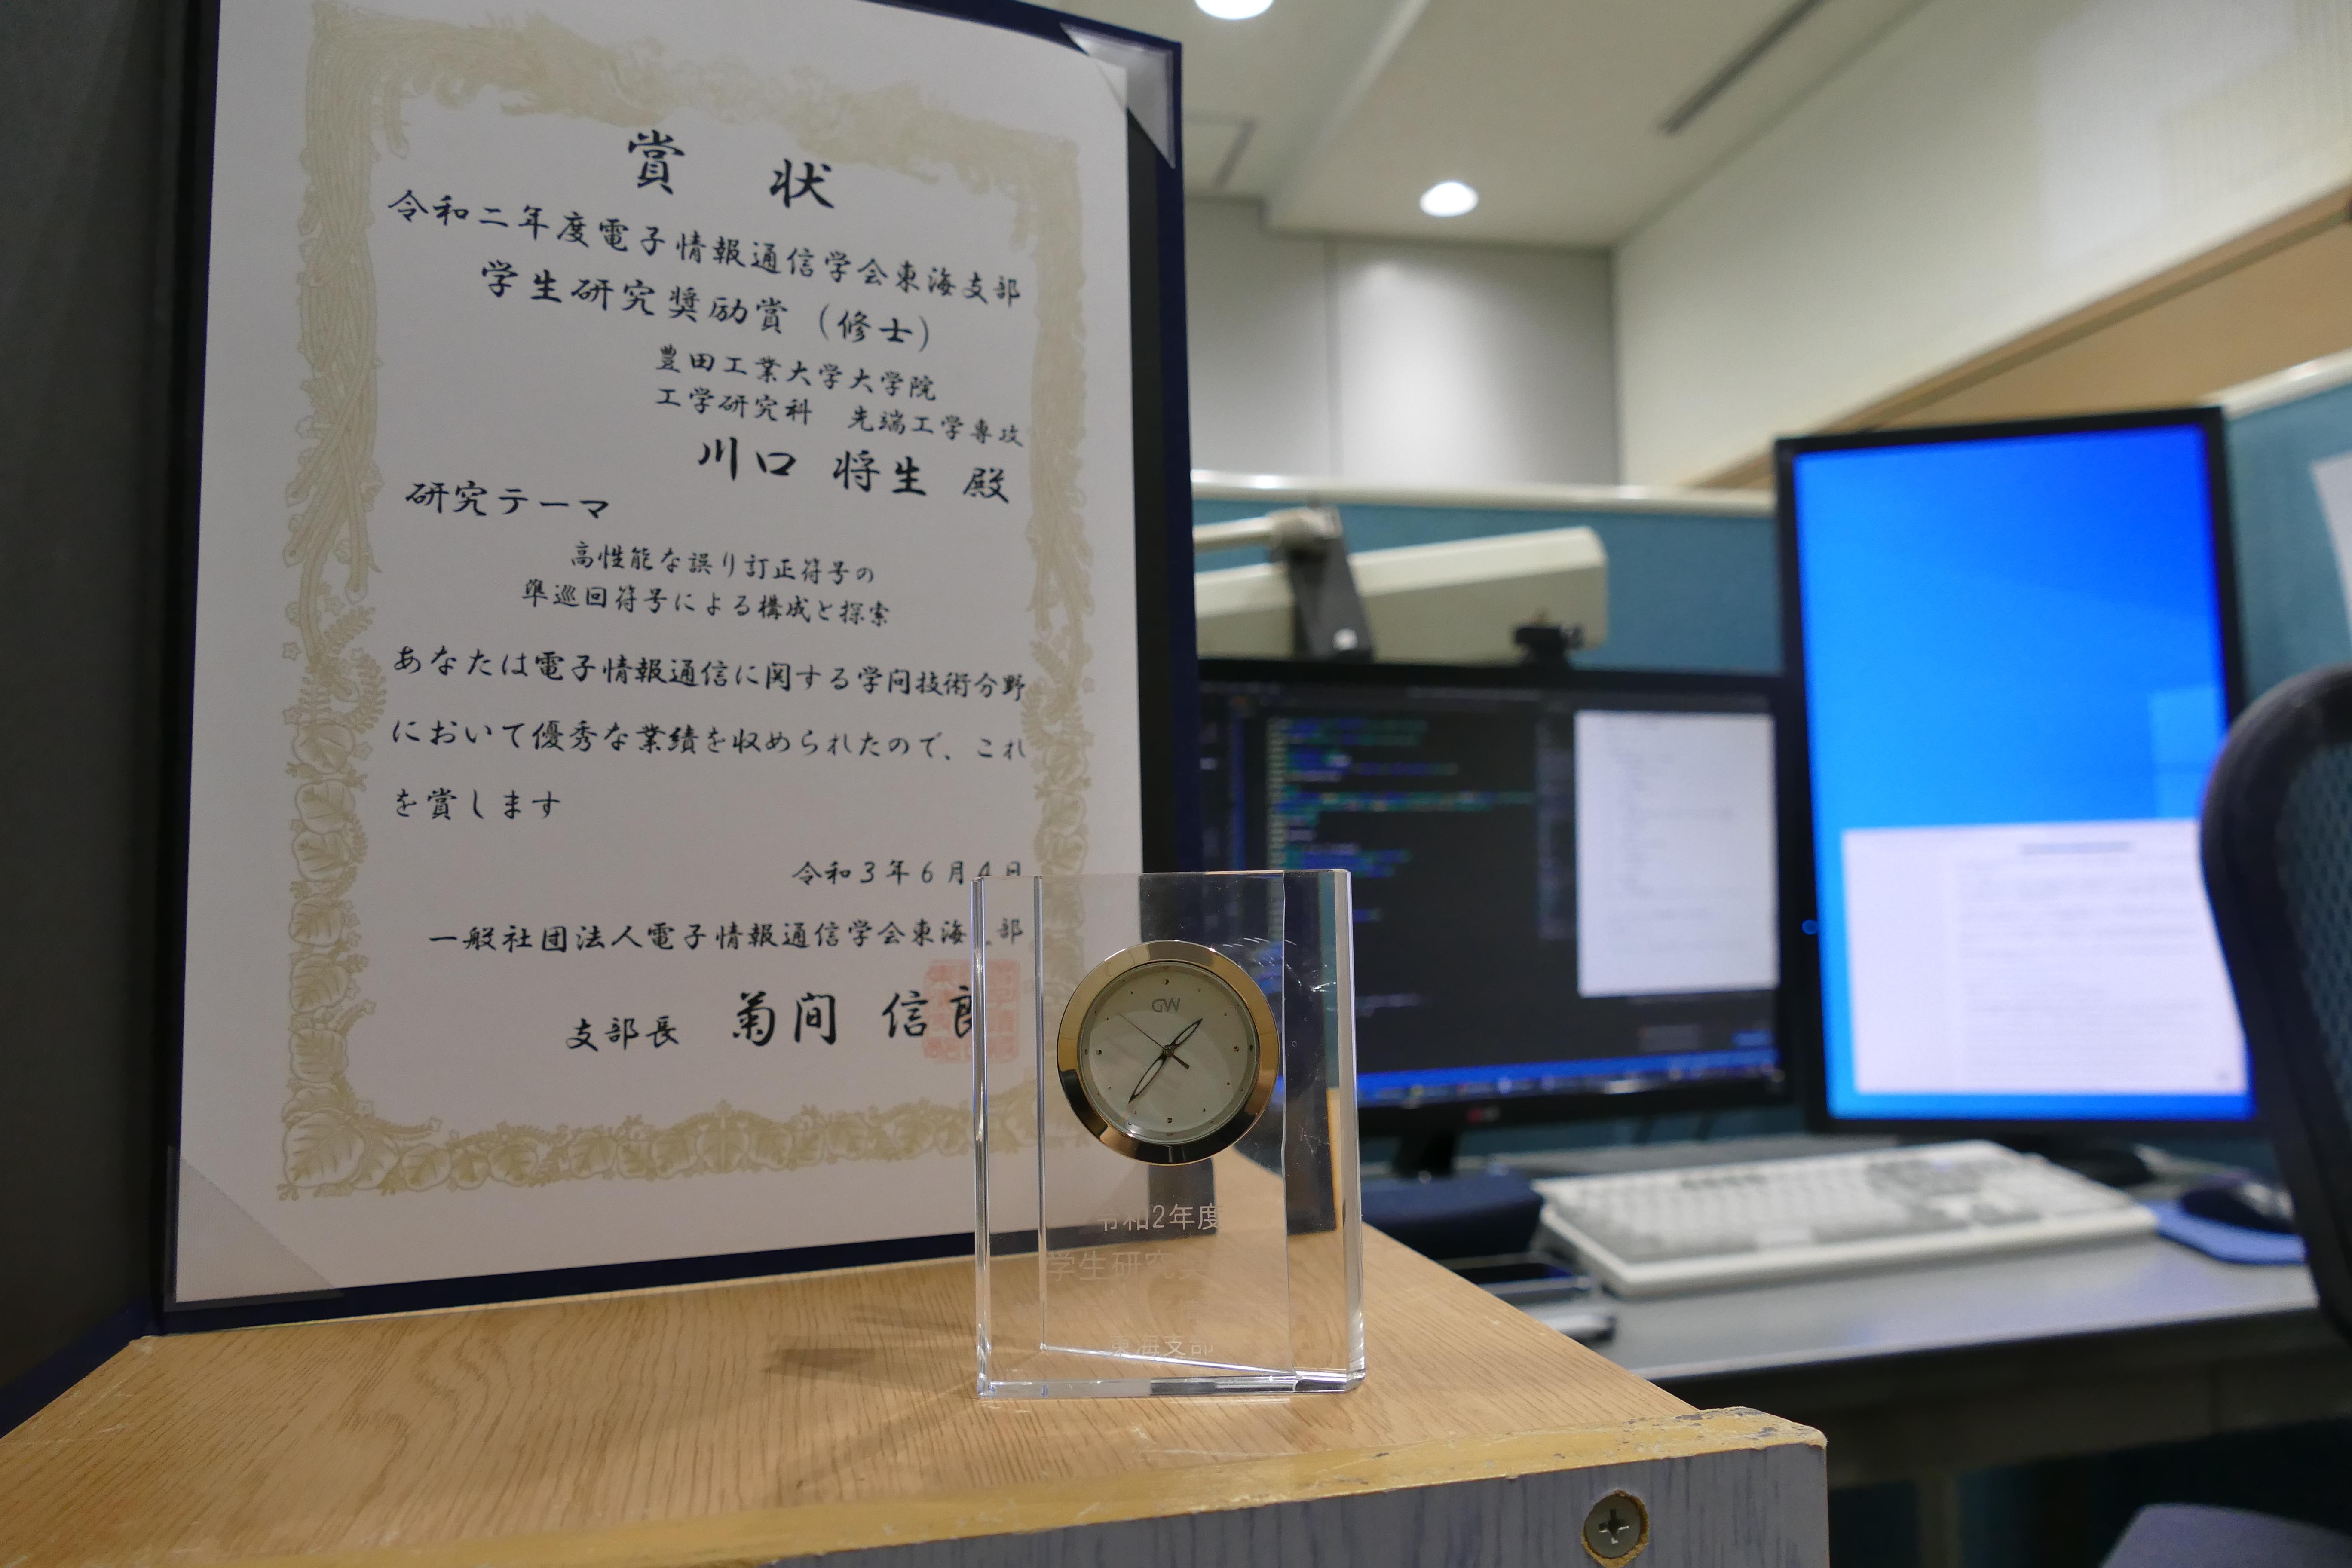 賞 状
令和二年度電子情報通信学会東海支部
学生研究奨励賞（修士）
豊田工業大学大学院
工学研究科 先端工学専攻
川口 将生 殿
研究テーマ
高性能な誤り訂正符号の
準巡回符号による構成と探索
あなたは電子情報通信に関する学问技術分野
において優秀な業績を収められたので、これ
を賞します
令和３年６月４日
一般社団法人電子情報通信学会東海 部
支部長 菊间 信良
GW
令和2年度
学生研究
東海支部